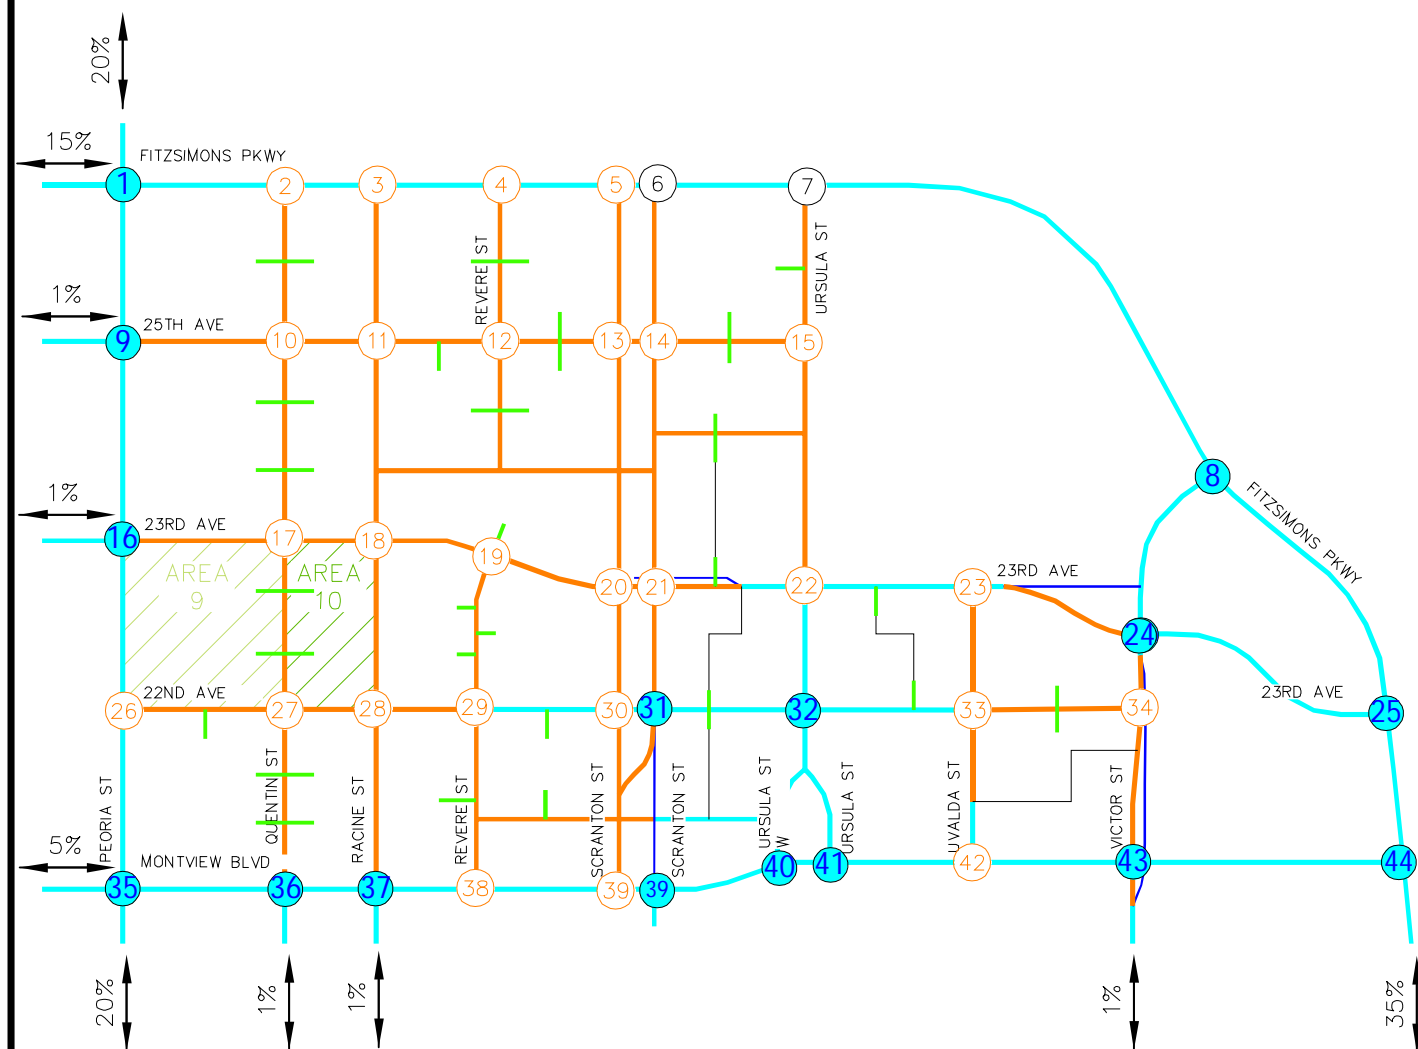 20%
15%
FITZSIMONS PKWY
1
2
3
4
5
6
7
REVERE ST
URSULA ST
1%
25TH AVE
9
10
11
12
13
14
15
8
FITZSIMONS PKWY
1%
23RD AVE
16
17
18
19
20
21
22
23
23RD AVE
AREA
9
AREA
10
24
22ND AVE
26
27
28
29
30
31
32
33
34
23RD AVE
25
PEORIA ST
QUENTIN ST
RACINE ST
REVERE ST
SCRANTON ST
SCRANTON ST
URSULA ST
W
URSULA ST
UVALDA ST
VICTOR ST
5%
MONTVIEW BLVD
35
36
37
38
39
39
40
41
42
43
44
20%
1%
1%
1%
35%